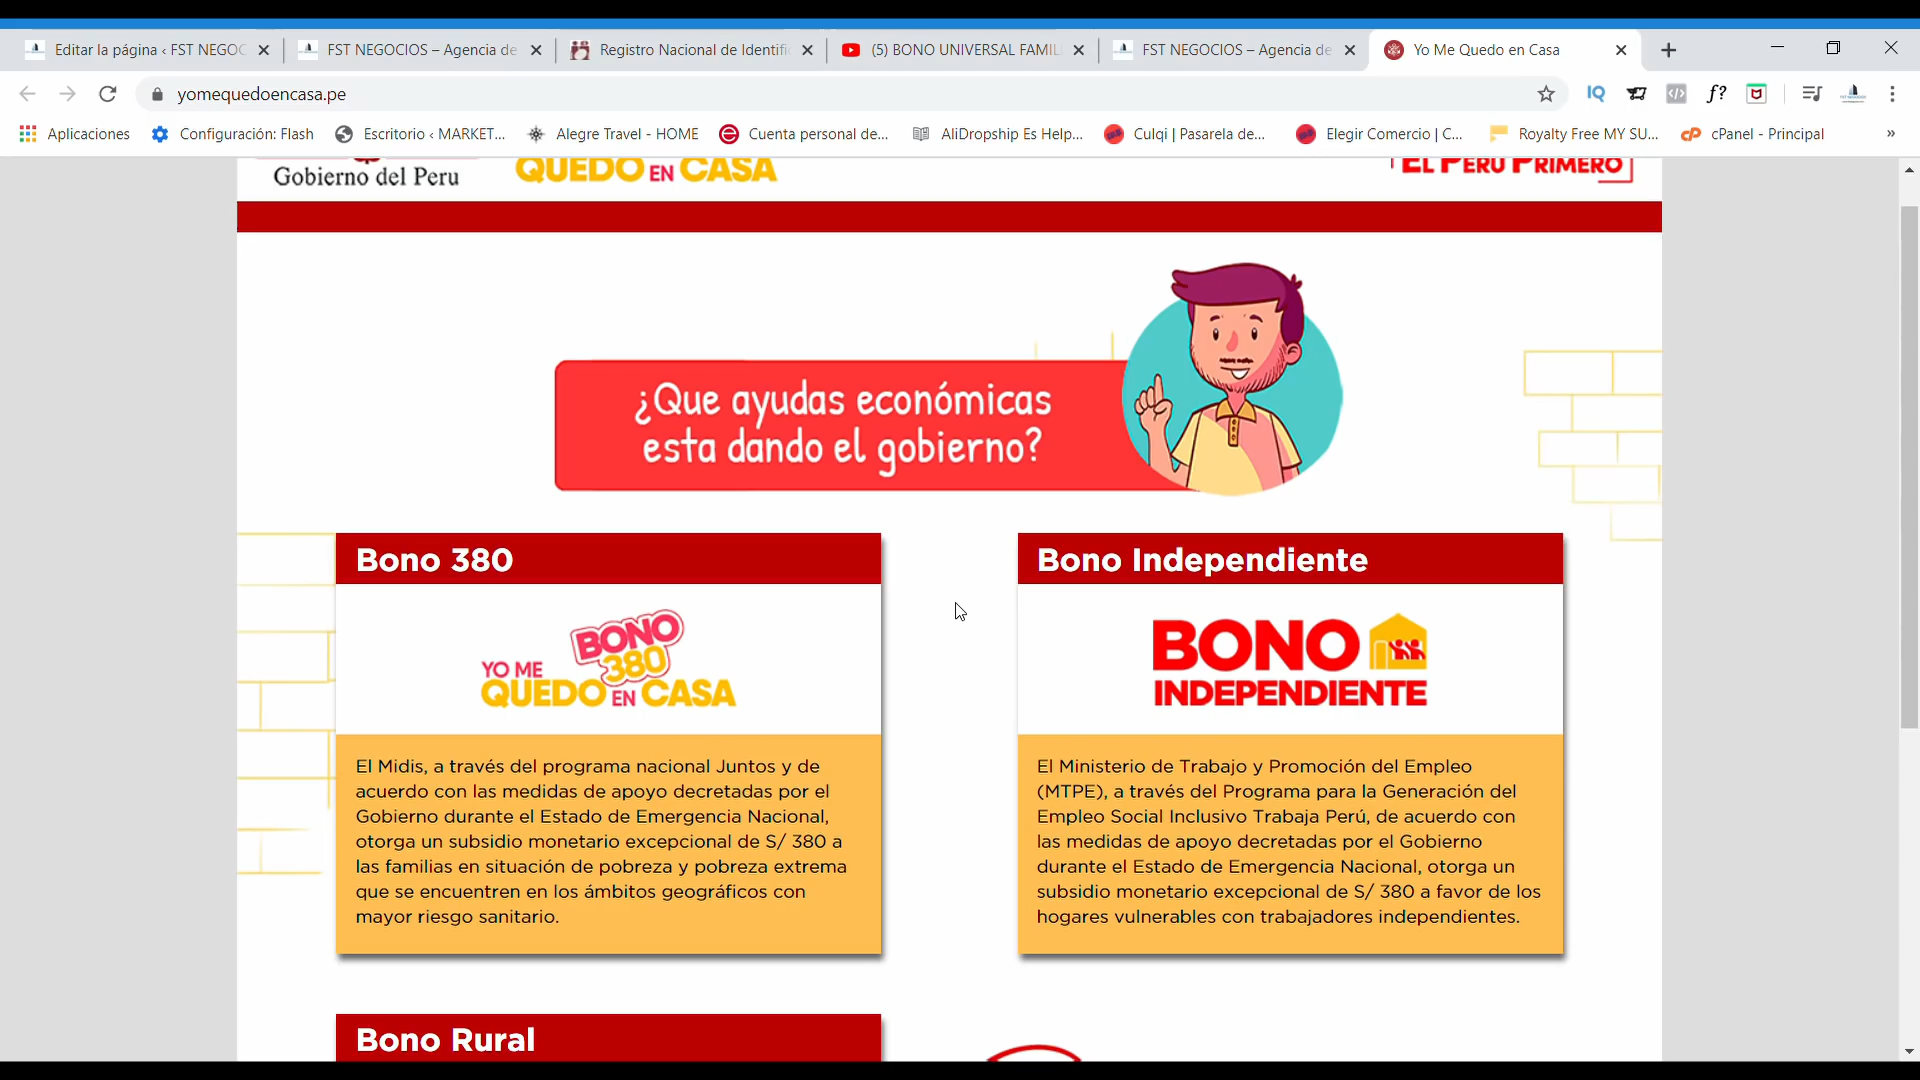 Editar la página ‹ FST NEGOC
FST NEGOCIOS – Agencia de
Registro Nacional de Identific
(5) BONO UNIVERSAL FAMIL
FST NEGOCIOS – Agencia de
Yo Me Quedo en Casa
yomequedoencasa.pe
IQ
f?
Aplicaciones
Configuración: Flash
Escritorio ‹ MARKET...
Alegre Travel - HOME
Cuenta personal de...
AliDropship Es Help...
Culqi | Pasarela de...
Elegir Comercio | C...
Royalty Free MY SU...
cPanel - Principal
»
Gobierno del Peru
QUEDO EN CASA
EL PERÚ PRIMERO
¿Que ayudas económicas
esta dando el gobierno?
Bono 380
BONO
380
YO ME
QUEDO EN CASA
El Midis, a través del programa nacional Juntos y de
acuerdo con las medidas de apoyo decretadas por el
Gobierno durante el Estado de Emergencia Nacional,
otorga un subsidio monetario excepcional de S/ 380 a
las familias en situación de pobreza y pobreza extrema
que se encuentren en los ámbitos geográficos con
mayor riesgo sanitario.
Bono Independiente
BONO
INDEPENDIENTE
El Ministerio de Trabajo y Promoción del Empleo
(MTPE), a través del Programa para la Generación del
Empleo Social Inclusivo Trabaja Perú, de acuerdo con
las medidas de apoyo decretadas por el Gobierno
durante el Estado de Emergencia Nacional, otorga un
subsidio monetario excepcional de S/ 380 a favor de los
hogares vulnerables con trabajadores independientes.
Bono Rural